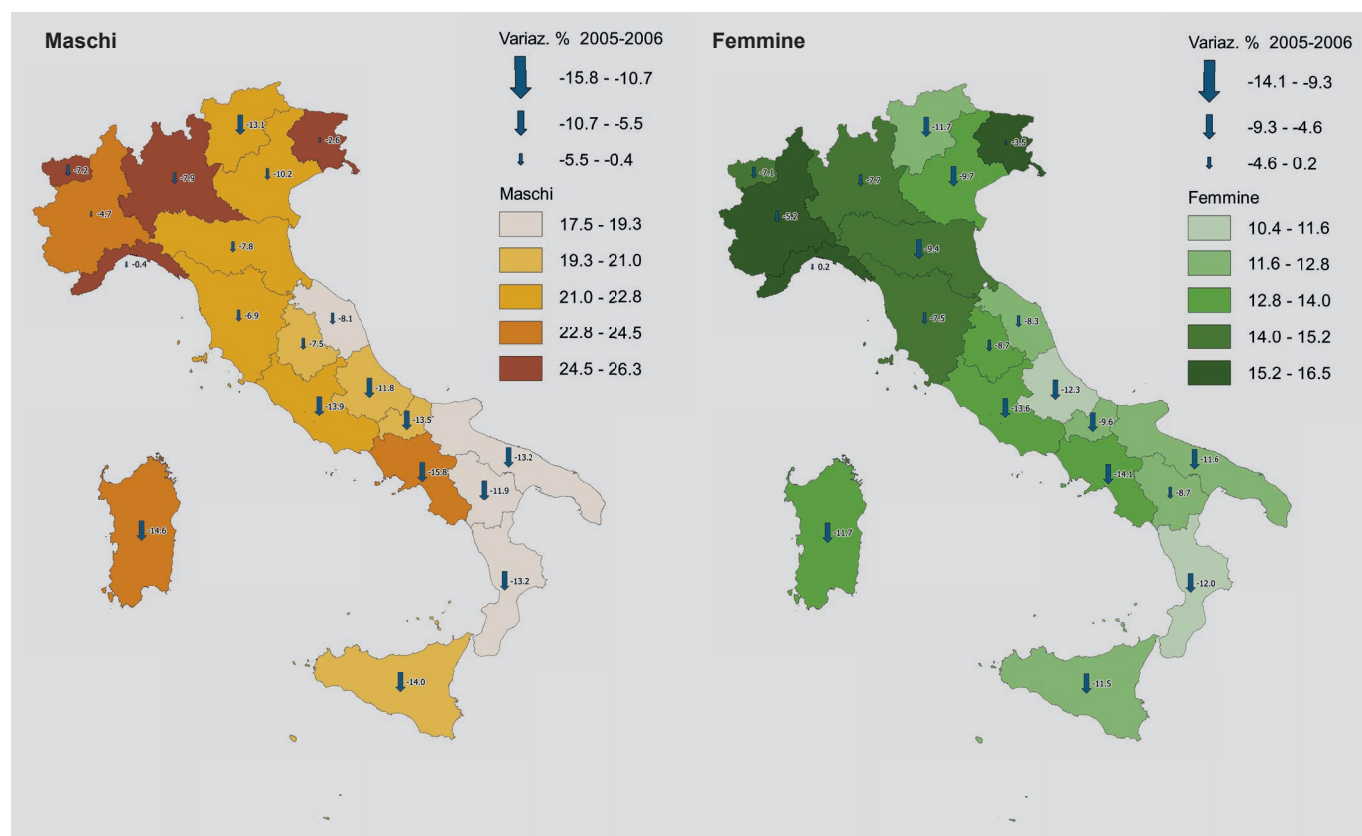 Maschi
Variaz. % 2005-2006
-15.8 - -10.7
-10.7 - -5.5
-5.5 - -0.4
Maschi
17.5 - 19.3
19.3 - 21.0
21.0 - 22.8
22.8 - 24.5
24.5 - 26.3
-13.1
-2.6
-7.2
-7.9
-10.2
-4.7
-7.8
-0.4
-6.9
-8.1
-7.5
-11.8
-13.9
-13.5
-13.2
-15.8
-11.9
-14.6
-13.2
-14.0
Femmine
Variaz. % 2005-2006
-14.1 - -9.3
-9.3 - -4.6
-4.6 - 0.2
Femmine
10.4 - 11.6
11.6 - 12.8
12.8 - 14.0
14.0 - 15.2
15.2 - 16.5
-11.7
-3.5
-7.1
-7.7
-9.7
-5.2
-9.4
0.2
-7.5
-8.3
-8.7
-12.3
-13.6
-9.6
-11.6
-14.1
-8.7
-11.7
-12.0
-11.5